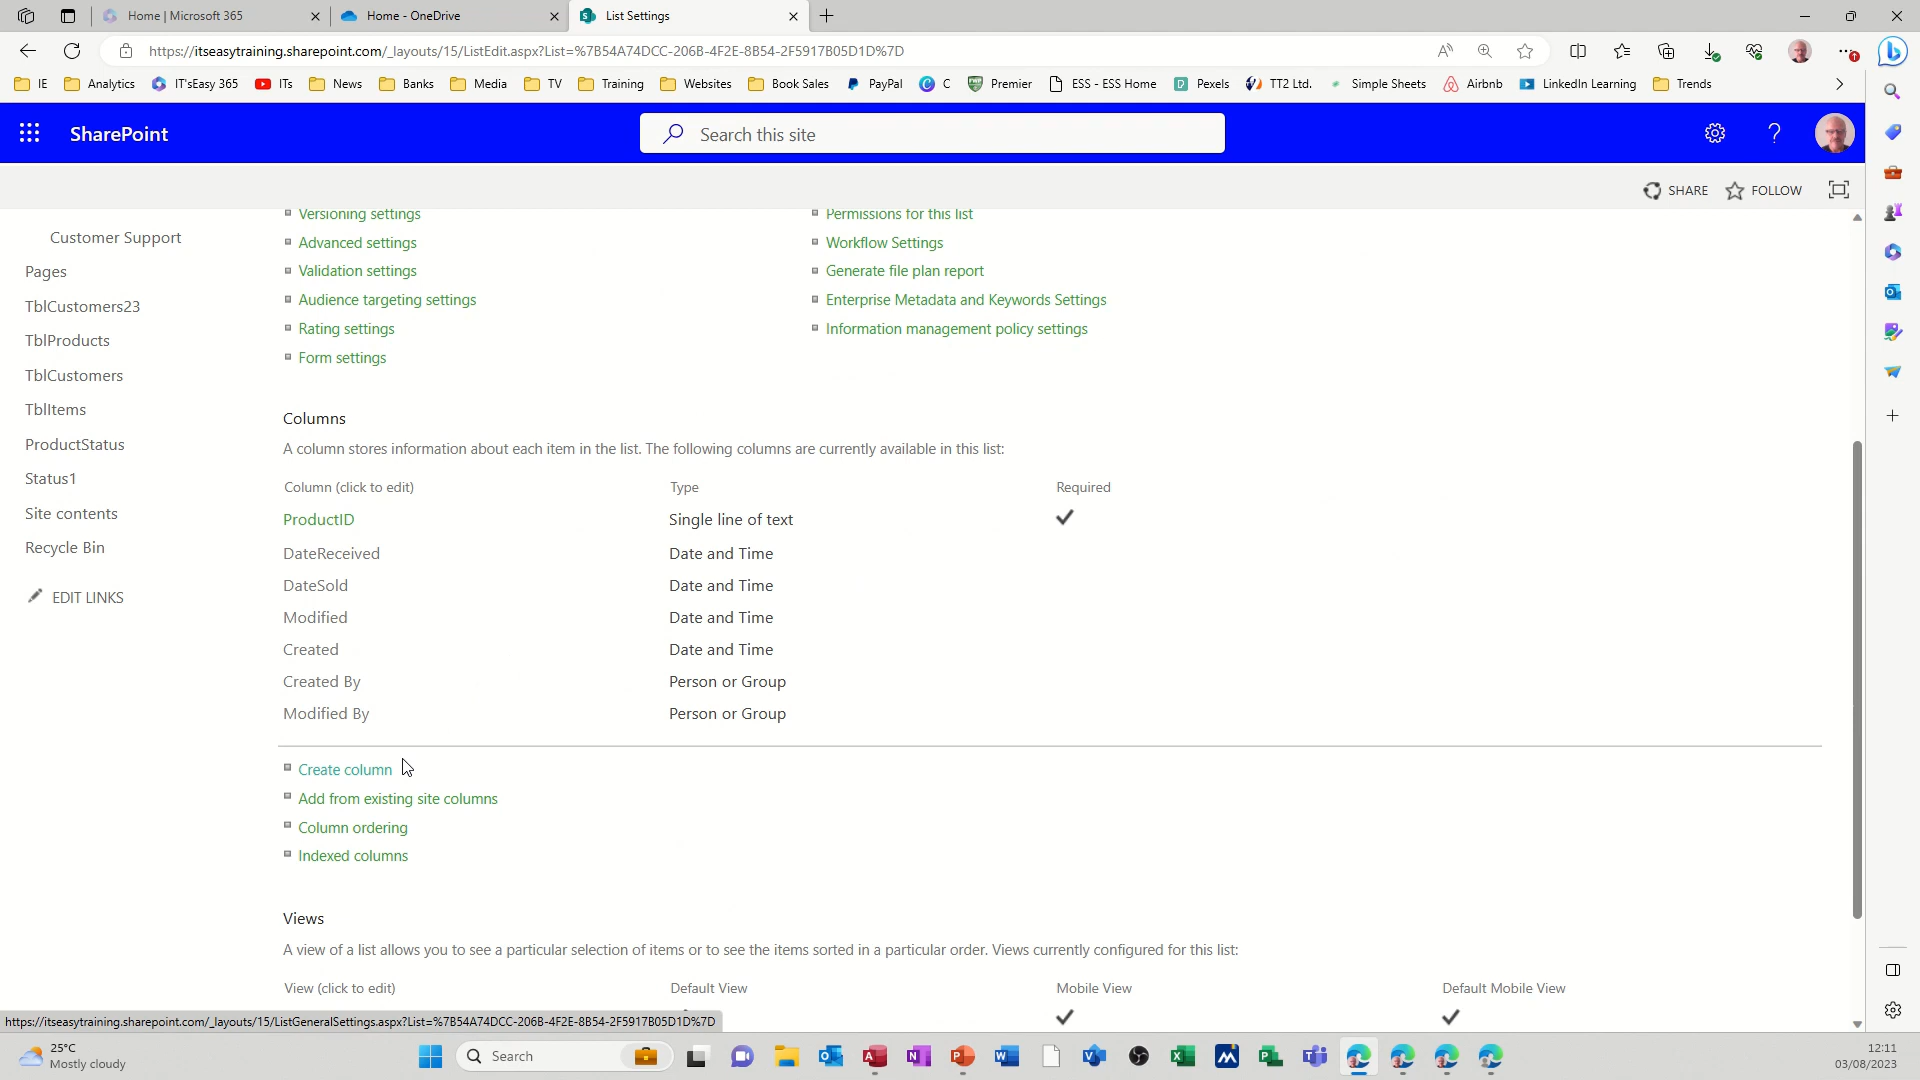 Home | Microsoft 365
Home - OneDrive
List Settings
https://itseasytraining.sharepoint.com/_layouts/15/ListEdit.aspx?List=%7B54A74DCC-206B-4F2E-8B54-2F5917B05D1D%7D
IE
Analytics
IT'sEasy 365
ITs
News
Banks
Media
TV
Training
Websites
Book Sales
PayPal
C
Premier
ESS - ESS Home
Pexels
TT2 Ltd.
Simple Sheets
Airbnb
LinkedIn Learning
Trends
SharePoint
Search this site
SHARE
FOLLOW
Customer Support
Pages
TblCustomers23
TblProducts
TblCustomers
TblItems
ProductStatus
Status1
Site contents
Recycle Bin
EDIT LINKS
Versioning settings
Advanced settings
Validation settings
Audience targeting settings
Rating settings
Form settings
Permissions for this list
Workflow Settings
Generate file plan report
Enterprise Metadata and Keywords Settings
Information management policy settings
Columns
A column stores information about each item in the list. The following columns are currently available in this list:
Column (click to edit) Type Required
ProductID Single line of text
DateReceived Date and Time
DateSold Date and Time
Modified Date and Time
Created Date and Time
Created By Person or Group
Modified By Person or Group
Create column
Add from existing site columns
Column ordering
Indexed columns
Views
A view of a list allows you to see a particular selection of items or to see the items sorted in a particular order. Views currently configured for this list:
View (click to edit) Default View Mobile View Default Mobile View
https://itseasytraining.sharepoint.com/_layouts/15/ListGeneralSettings.aspx?List=%7B54A74DCC-206B-4F2E-8B54-2F5917B05D1D%7D
25°C
Mostly cloudy
Search
12:11
03/08/2023